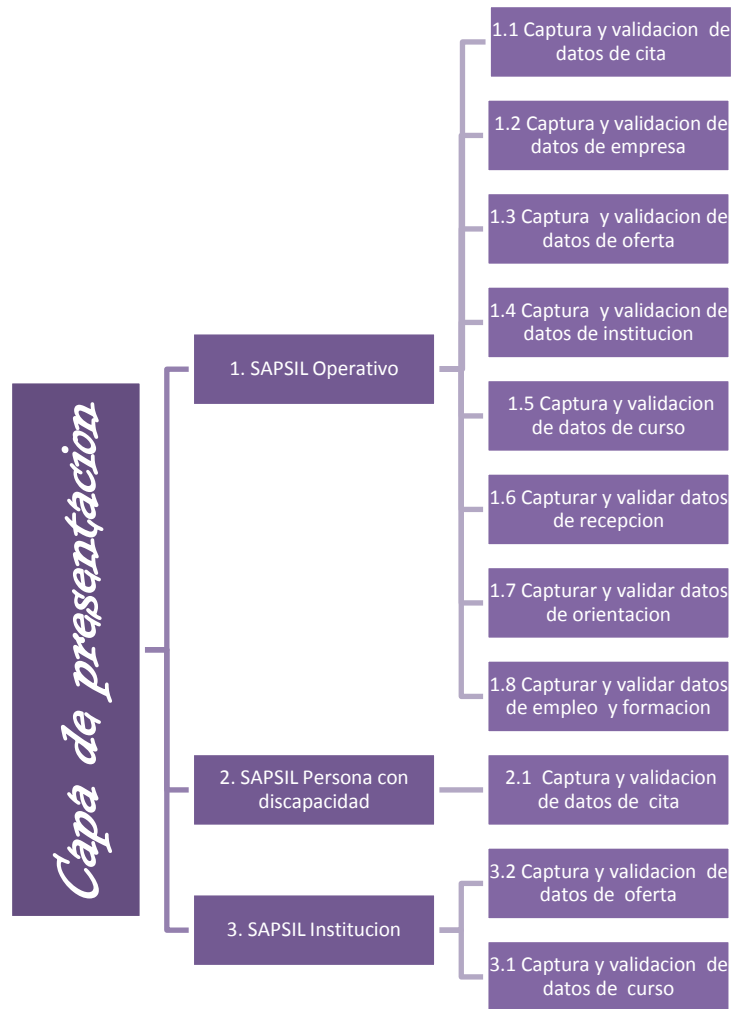 Capa de presentacion
1. SAPSIL Operativo
1.1 Captura y validacion de
datos de cita
1.2 Captura y validacion de
datos de empresa
1.3 Captura y validacion de
datos de oferta
1.4 Captura y validacion de
datos de institucion
1.5 Captura y validacion
de datos de curso
1.6 Capturar y validar datos
de recepcion
1.7 Capturar y validar datos
de orientacion
1.8 Capturar y validar datos
de empleo y formacion
2. SAPSIL Persona con
discapacidad
2.1 Captura y validacion
de datos de cita
3. SAPSIL Institucion
3.2 Captura y validacion de
datos de oferta
3.1 Captura y validacion de
datos de curso